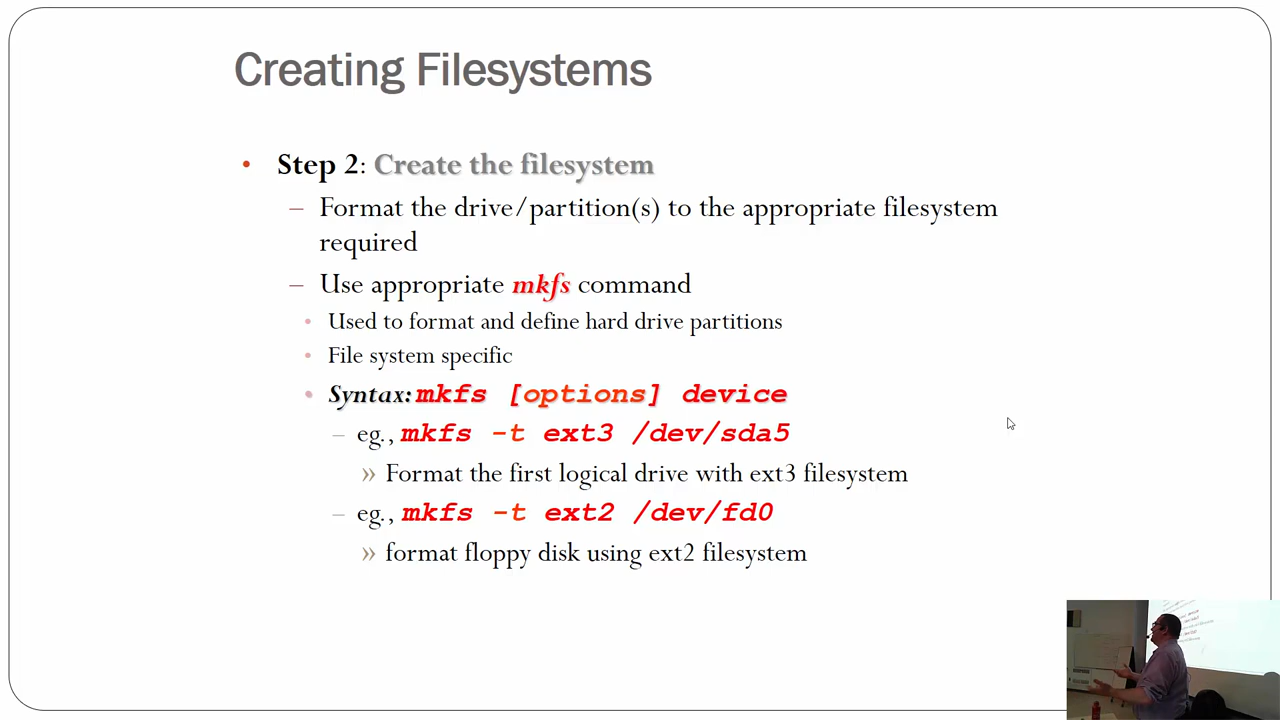 Creating Filesystems
• Step 2: Create the filesystem
– Format the drive/partition(s) to the appropriate filesystem
required
– Use appropriate mkfs command
• Used to format and define hard drive partitions
• File system specific
• Syntax: mkfs [options] device
– eg., mkfs -t ext3 /dev/sda5
» Format the first logical drive with ext3 filesystem
– eg., mkfs -t ext2 /dev/fd0
» format floppy disk using ext2 filesystem